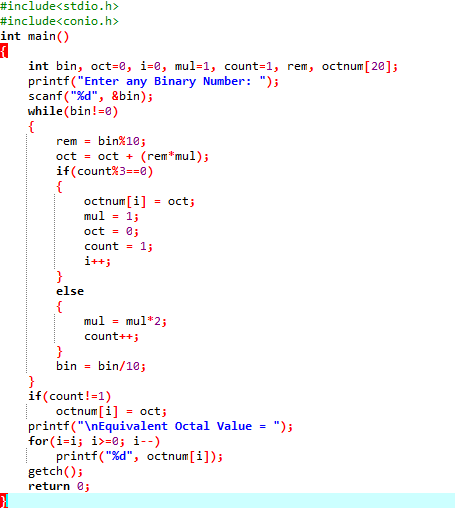 #include<stdio.h>
#include<conio.h>
int main()
{
    int bin, oct=0, i=0, mul=1, count=1, rem, octnum[20];
    printf("Enter any Binary Number: ");
    scanf("%d", &bin);
    while(bin!=0)
    {
        rem = bin%10;
        oct = oct + (rem*mul);
        if(count%3==0)
        {
            octnum[i] = oct;
            mul = 1;
            oct = 0;
            count = 1;
            i++;
        }
        else
        {
            mul = mul*2;
            count++;
        }
        bin = bin/10;
    }
    if(count!=1)
        octnum[i] = oct;
    printf("\nEquivalent Octal Value = ");
    for(i=i; i>=0; i--)
        printf("%d", octnum[i]);
    getch();
    return 0;
}